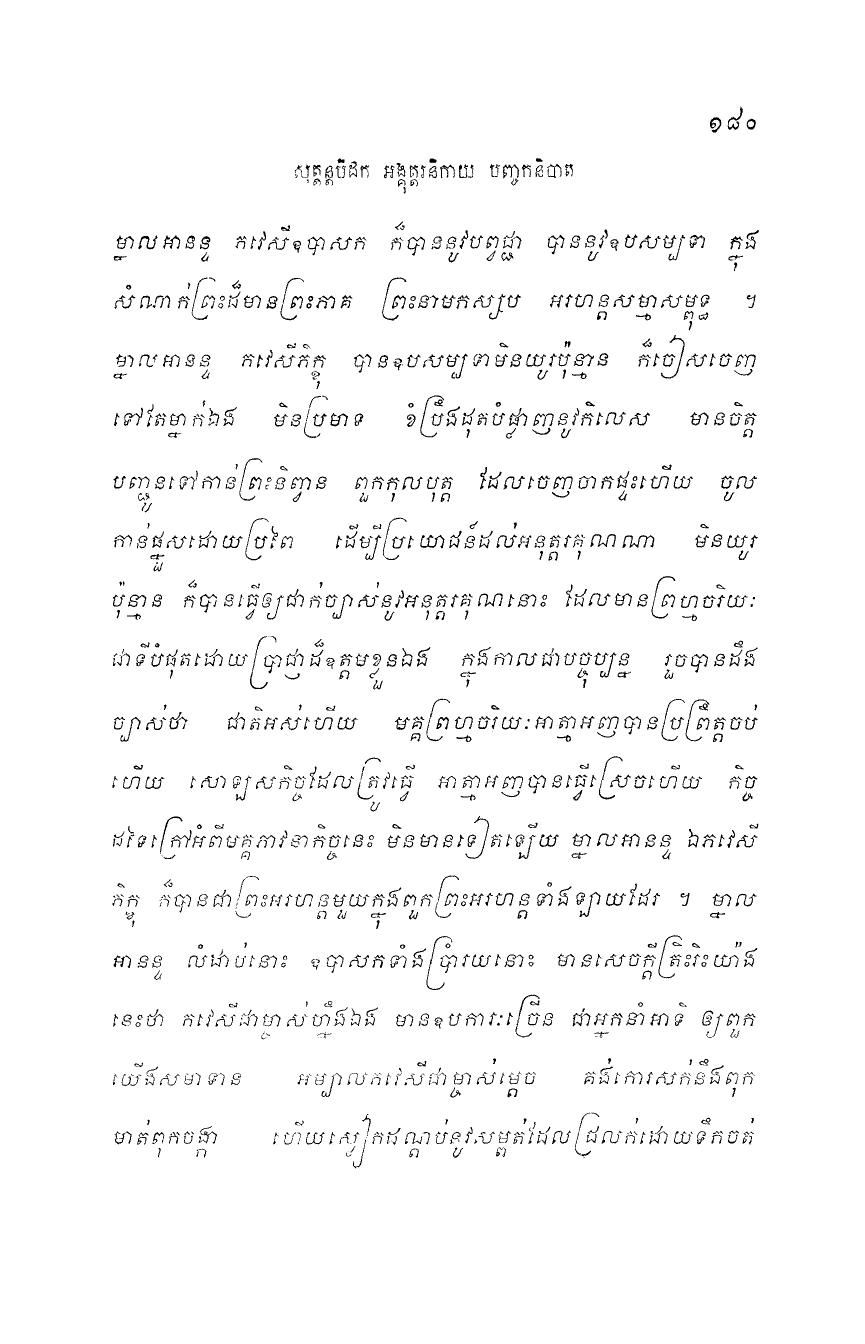 ១៨០
សុត្តន្តបិដក អង្គុត្តរនិកាយ បញ្ចកនិបាត
ម្នាលអានន្ទ កវេសីឧបាសក ក៏បាននូវបព្វជ្ជា បាននូវឧបសម្បទា ក្នុង
សំណាក់ព្រះដ៏មានព្រះភាគ ព្រះនាមកស្សប អរហន្តសម្មាសម្ពុទ្ធ ។
ម្នាលអានន្ទ កវេសីភិក្ខុ បានឧបសម្បទាមិនយូរប៉ុន្មាន ក៏ចៀសចេញ
ទៅតែម្នាក់ឯង មិនប្រមាទ ខំប្រឹងដុតបំផ្លាញនូវកិលេស មានចិត្ត
បញ្ជូនទៅកាន់ព្រះនិព្វាន ពួកកុលបុត្ត ដែលចេញចាកផ្ទះហើយ ចូល
កាន់ផ្នួសដោយប្រពៃ ដើម្បីប្រយោជន៍ដល់អនុត្តរគុណណា មិនយូរ
ប៉ុន្មាន ក៏បានធ្វើឲ្យជាក់ច្បាស់នូវអនុត្តរគុណនោះ ដែលមានព្រហ្មចរិយៈ
ជាទីបំផុតដោយប្រាជ្ញាដ៏ឧត្តមខ្លួនឯង ក្នុងកាលជាបច្ចុប្បន្ន រួចបានដឹង
ច្បាស់ថា ជាតិអស់ហើយ មគ្គព្រហ្មចរិយៈអាត្មាអញបានប្រព្រឹត្តចប់
ហើយ សោឡសកិច្ចដែលត្រូវធ្វើ អាត្មាអញបានធ្វើស្រេចហើយ កិច្ច
ដទៃក្រៅអំពីមគ្គភាវនាកិច្ចនេះ មិនមានទៀតឡើយ ម្នាលអានន្ទ ឯកវេសី
ភិក្ខុ ក៏បានជាព្រះអរហន្តមួយក្នុងពួកព្រះអរហន្តទាំងឡាយដែរ ។ ម្នាល
អានន្ទ លំដាប់នោះ ឧបាសកទាំងប្រាំរយនោះ មានសេចក្តីត្រិះរិះយ៉ាង
នេះថា កវេសីជាម្ចាស់ហ្នឹងឯង មានឧបការៈច្រើន ជាអ្នកនាំអាទិ៍ ឲ្យពួក
យើងសមាទាន អម្បាលកវេសីជាម្ចាស់ម្តេច គង់កោរសក់នឹងពុក
មាត់ពុកចង្កា ហើយស្លៀកដណ្តប់នូវសម្ពត់ដែលជ្រលក់ដោយទឹកចត់